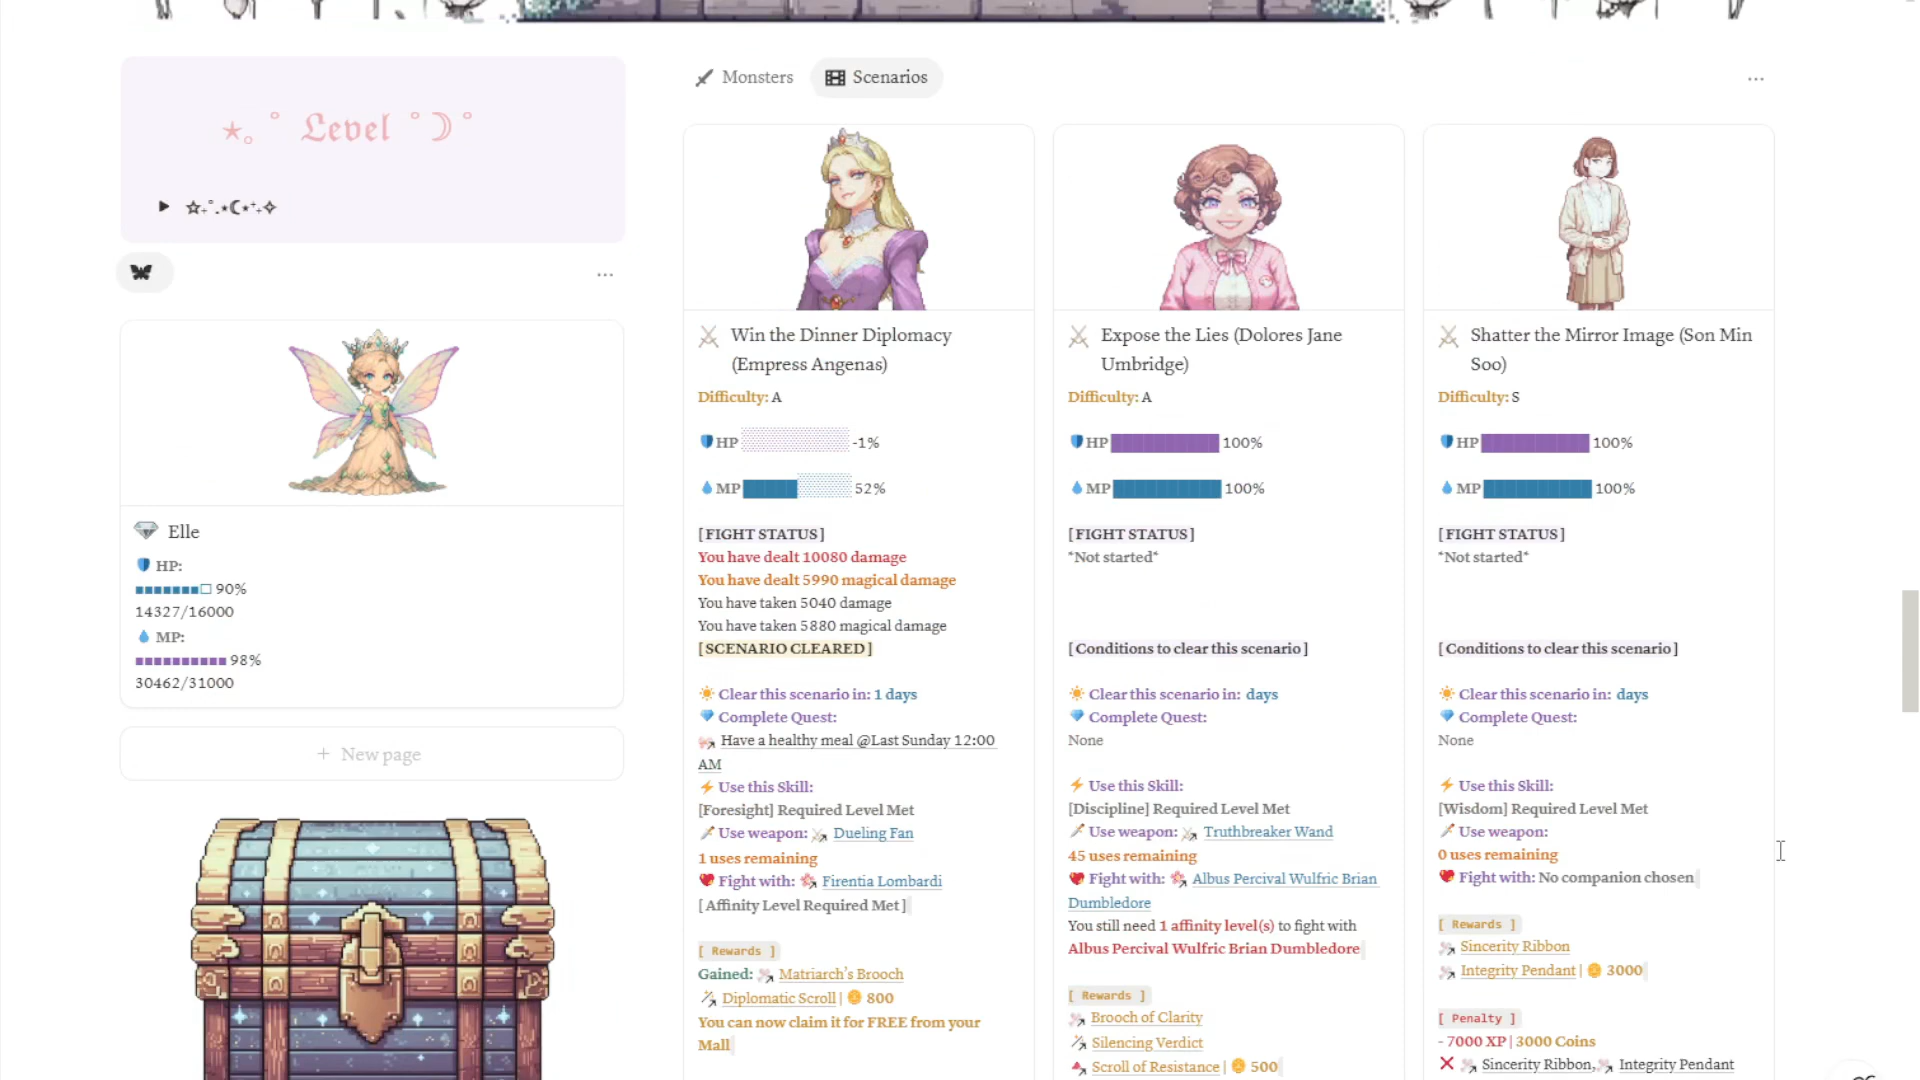 ⋆｡˚ 𝕷𝖊𝖛𝖊𝖑 ˚☽˚
☆₊˚.⋆☾⋆⁺₊✧
Elle
HP:
90%
14327/16000
MP:
98%
30462/31000
+ New page
Monsters
Scenarios
Win the Dinner Diplomacy
(Empress Angenas)
Difficulty: A
HP -1%
MP 52%
[FIGHT STATUS]
You have dealt 10080 damage
You have dealt 5990 magical damage
You have taken 5040 damage
You have taken 5880 magical damage
[SCENARIO CLEARED]
Clear this scenario in: 1 days
Complete Quest:
Have a healthy meal @Last Sunday 12:00
AM
Use this Skill:
[Foresight] Required Level Met
Use weapon: Dueling Fan
1 uses remaining
Fight with: Firentia Lombardi
[Affinity Level Required Met]
[ Rewards ]
Gained: Matriarch's Brooch
Diplomatic Scroll | 800
You can now claim it for FREE from your
Mall
Expose the Lies (Dolores Jane
Umbridge)
Difficulty: A
HP 100%
MP 100%
[FIGHT STATUS]
*Not started*
[Conditions to clear this scenario]
Clear this scenario in: days
Complete Quest:
None
Use this Skill:
[Discipline] Required Level Met
Use weapon: Truthbreaker Wand
45 uses remaining
Fight with: Albus Percival Wulfric Brian
Dumbledore
You still need 1 affinity level(s) to fight with
Albus Percival Wulfric Brian Dumbledore
[ Rewards ]
Brooch of Clarity
Silencing Verdict
Scroll of Resistance | 500
Shatter the Mirror Image (Son Min
Soo)
Difficulty: S
HP 100%
MP 100%
[FIGHT STATUS]
*Not started*
[Conditions to clear this scenario]
Clear this scenario in: days
Complete Quest:
None
Use this Skill:
[Wisdom] Required Level Met
Use weapon:
0 uses remaining
Fight with: No companion chosen
[ Rewards ]
Sincerity Ribbon
Integrity Pendant | 3000
[ Penalty ]
- 7000 XP | 3000 Coins
Sincerity Ribbon, Integrity Pendant